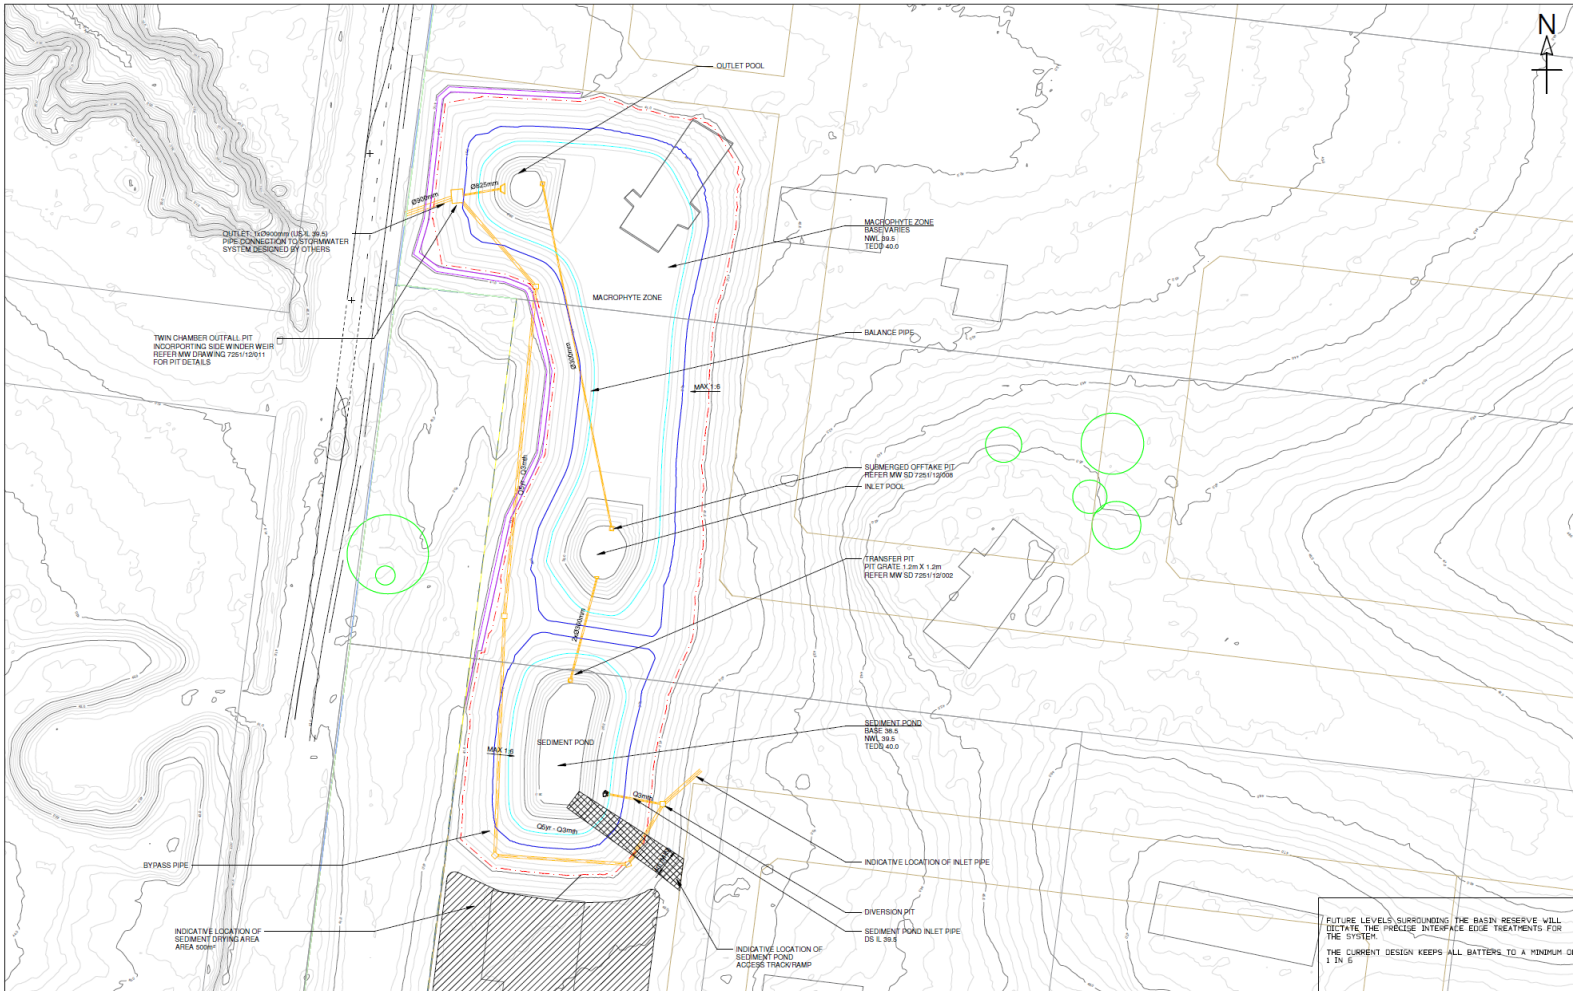 N
OUTLET POOL
Ø825mm
Ø900mm
OUTLET: 1xØ900mm (US IL 39.5)
PIPE CONNECTION TO STORMWATER
SYSTEM DESIGNED BY OTHERS
MACROPHYTE ZONE
BASE VARIES
NWL 39.5
TEDD 40.0
MACROPHYTE ZONE
TWIN CHAMBER OUTFALL PIT
INCORPORTING SIDE WINDER WEIR
REFER MW DRAWING 7251/12/011
FOR PIT DETAILS
BALANCE PIPE
Ø300mm
MAX 1:6
SUBMERGED OFFTAKE PIT
REFER MW SD 7251/12/008
INLET POOL
Q5yr - Q3mth
TRANSFER PIT
PIT GRATE 1.2m X 1.2m
REFER MW SD 7251/12/002
SEDIMENT POND
BASE 38.5
NWL 39.5
TEDD 40.0
SEDIMENT POND
MAX 1:6
Q3mth
Q5yr - Q3mth
BYPASS PIPE
INDICATIVE LOCATION OF INLET PIPE
DIVERSION PIT
SEDIMENT POND INLET PIPE
DS IL 39.5
INDICATIVE LOCATION OF
SEDIMENT DRYING AREA
AREA 500m²
INDICATIVE LOCATION OF
SEDIMENT POND
ACCESS TRACK/RAMP
FUTURE LEVELS SURROUNDING THE BASIN RESERVE WILL
DICTATE THE PRECISE INTERFACE EDGE TREATMENTS FOR
THE SYSTEM.
THE CURRENT DESIGN KEEPS ALL BATTERS TO A MINIMUM OF
1 IN 6